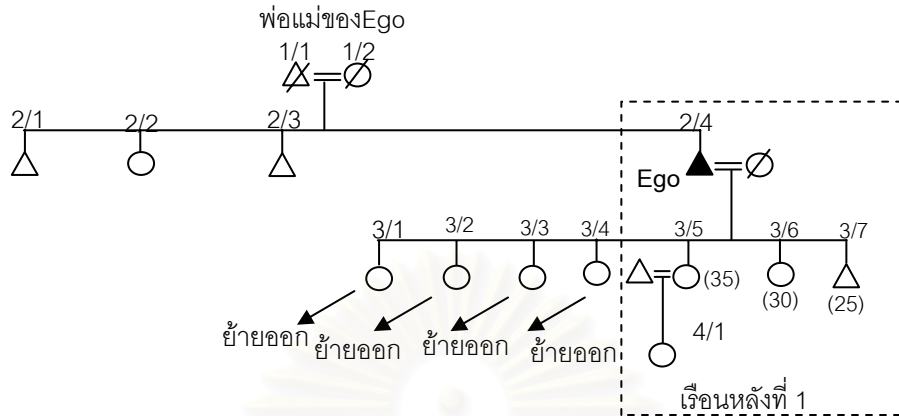 พ่อแม่ของEgo
1/1 1/2
2/1 2/2 2/3 2/4
Ego
3/1 3/2 3/3 3/4 3/5 3/6 3/7
(35) (30) (25)
ย้ายออก ย้ายออก ย้ายออก ย้ายออก
4/1
เรือนหลังที่ 1